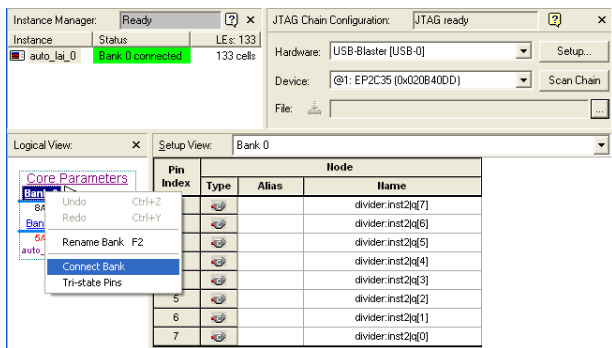 Instance Manager: Ready
Instance Status LEs: 133
auto_lai_0 Bank 0 connected 133 cells
JTAG Chain Configuration: JTAG ready
Hardware: USB-Blaster [USB-0] Setup...
Device: @1: EP2C35 (0x020B40DD) Scan Chain
File: ...
Logical View:
Setup View: Bank 0
Core Parameters
Undo Ctrl+Z
Redo Ctrl+Y
Rename Bank F2
Connect Bank
Tri-state Pins
Pin Index Node
Type Alias Name
divider:inst2|q[7]
divider:inst2|q[6]
divider:inst2|q[5]
divider:inst2|q[4]
divider:inst2|q[3]
5 divider:inst2|q[2]
6 divider:inst2|q[1]
7 divider:inst2|q[0]